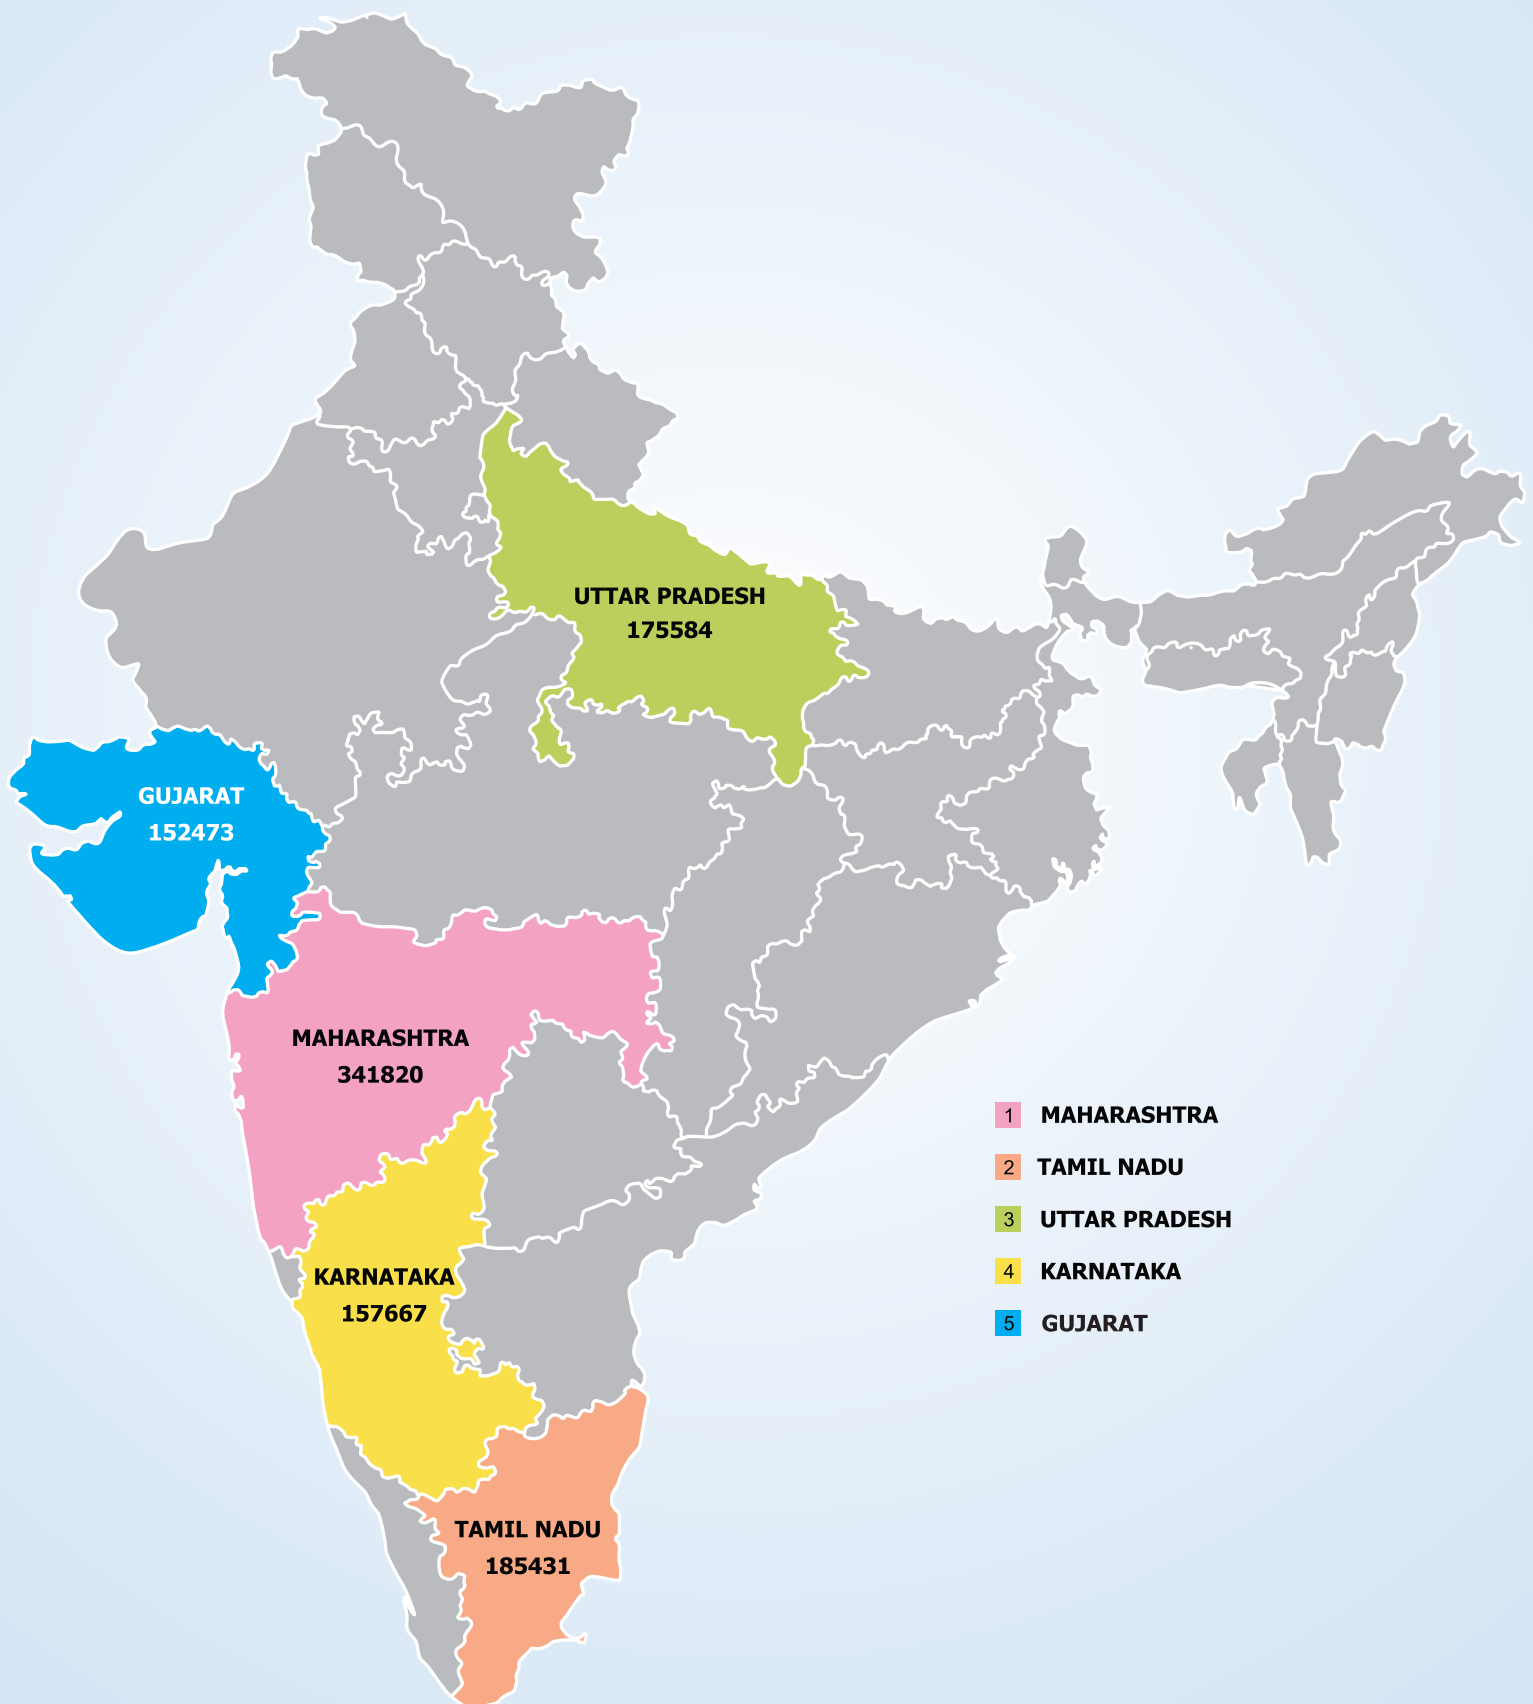 UTTAR PRADESH
175584
GUJARAT
152473
MAHARASHTRA
341820
KARNATAKA
157667
TAMIL NADU
185431
1 MAHARASHTRA
2 TAMIL NADU
3 UTTAR PRADESH
4 KARNATAKA
5 GUJARAT